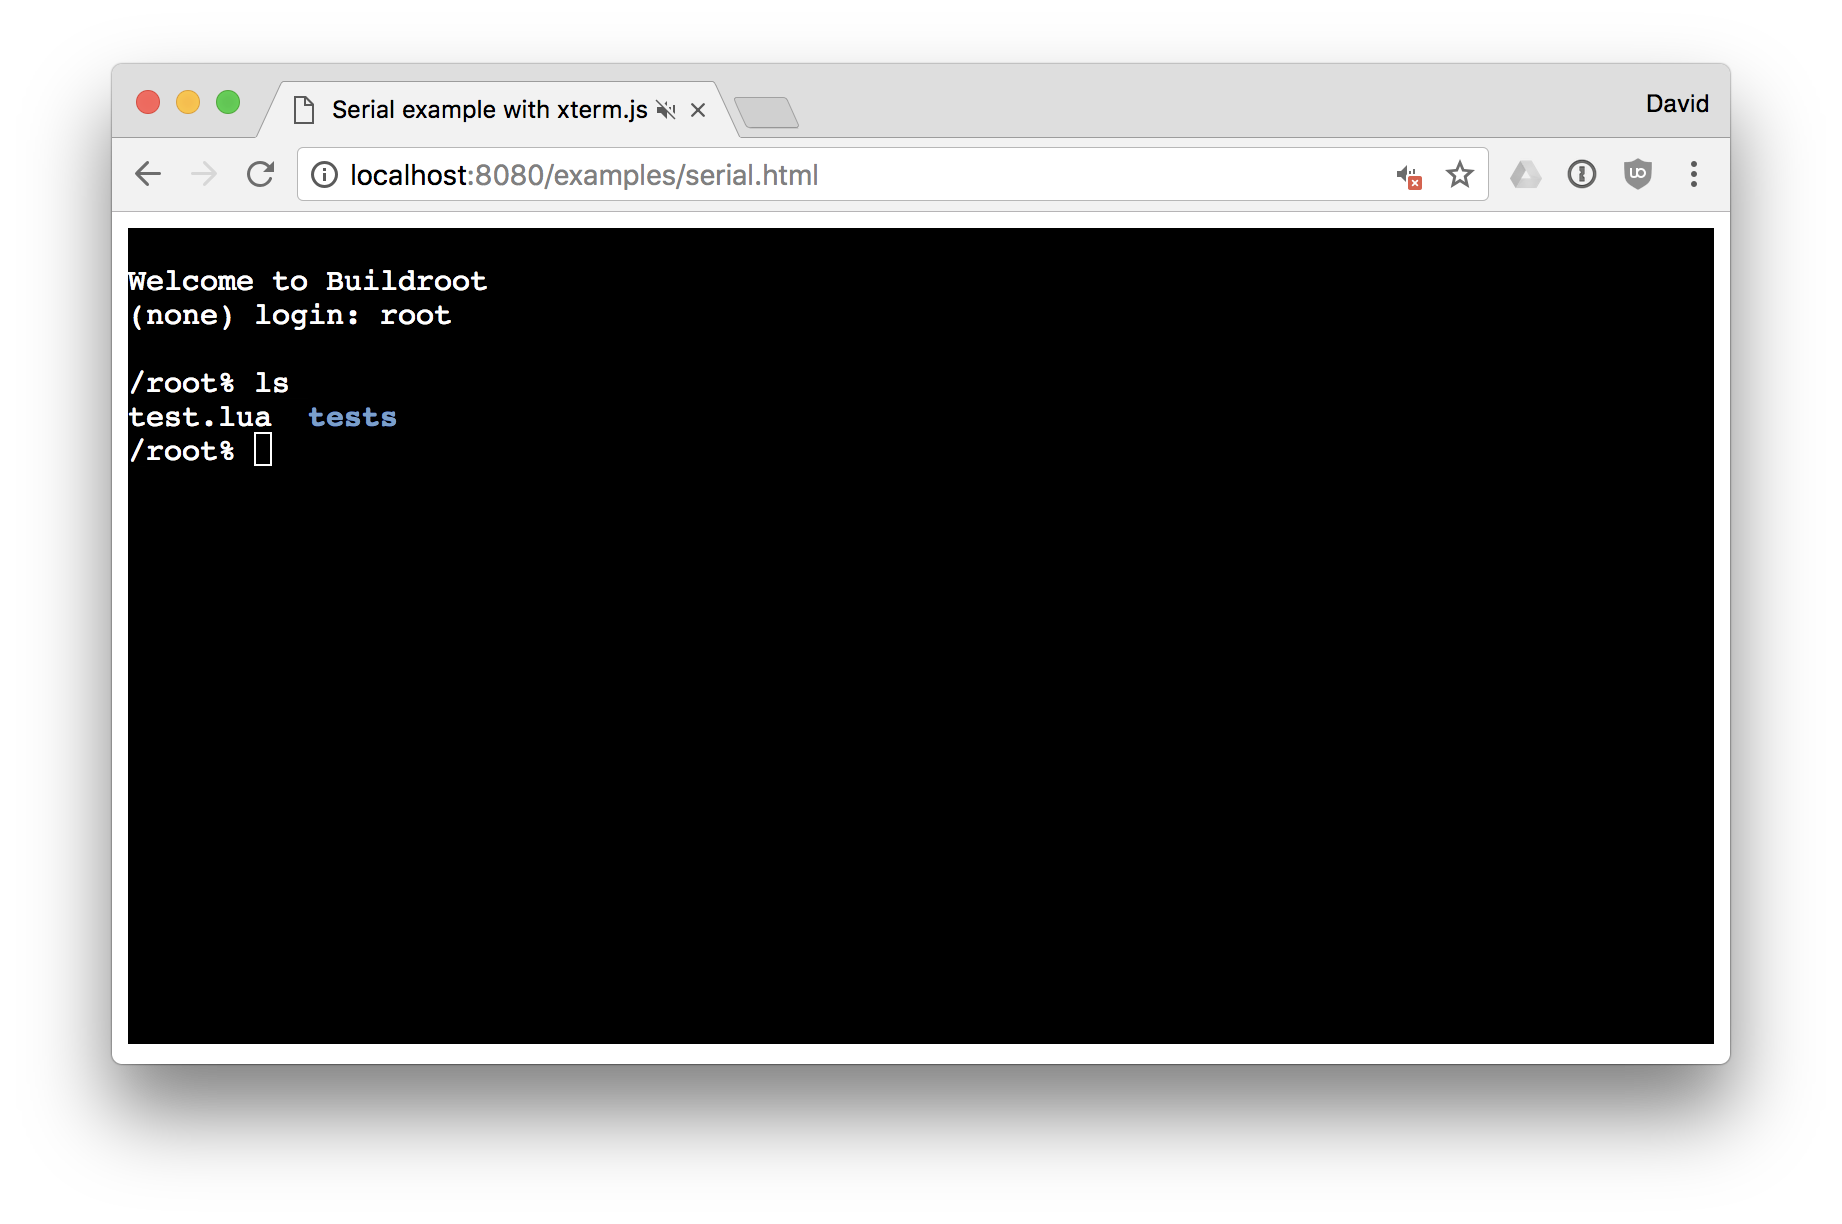 Serial example with xterm.js
David
localhost:8080/examples/serial.html
Welcome to Buildroot
(none) login: root
/root% ls
test.lua  tests
/root%